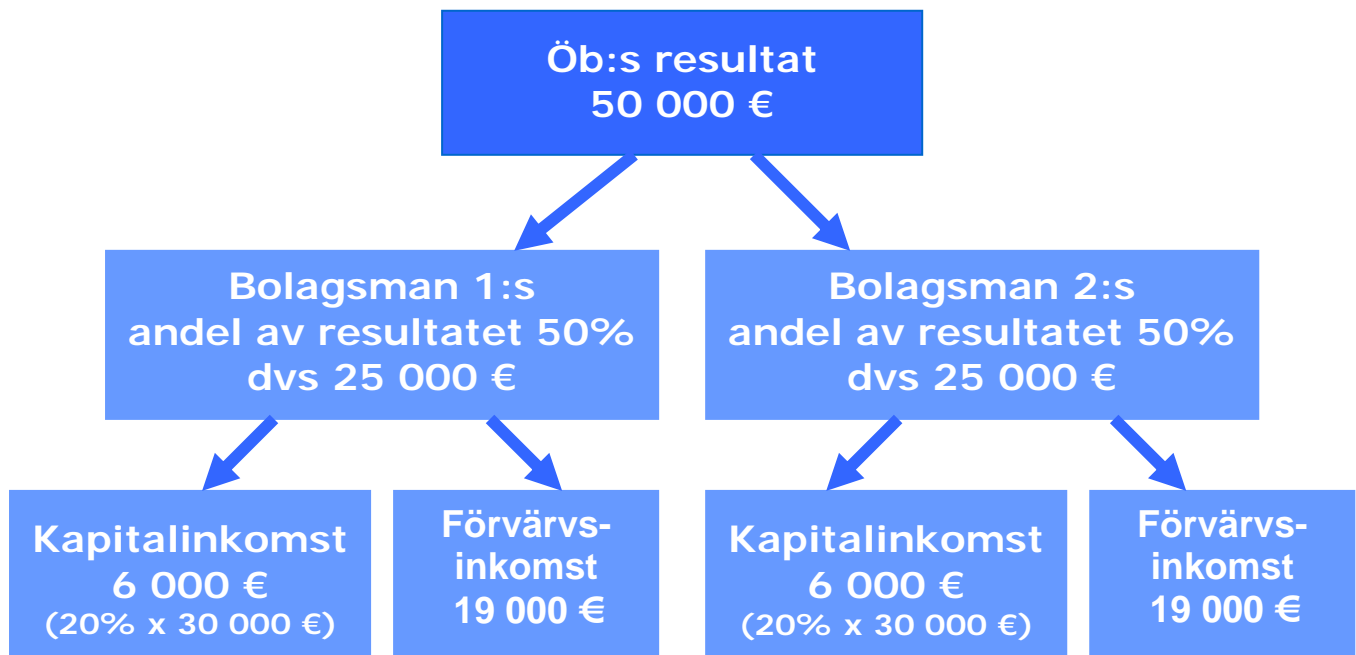 Öb:s resultat
50 000 €
Bolagsman 1:s
andel av resultatet 50%
dvs 25 000 €
Bolagsman 2:s
andel av resultatet 50%
dvs 25 000 €
Kapitalinkomst
6 000 €
(20% x 30 000 €)
Förvärvs-
inkomst
19 000 €
Kapitalinkomst
6 000 €
(20% x 30 000 €)
Förvärvs-
inkomst
19 000 €